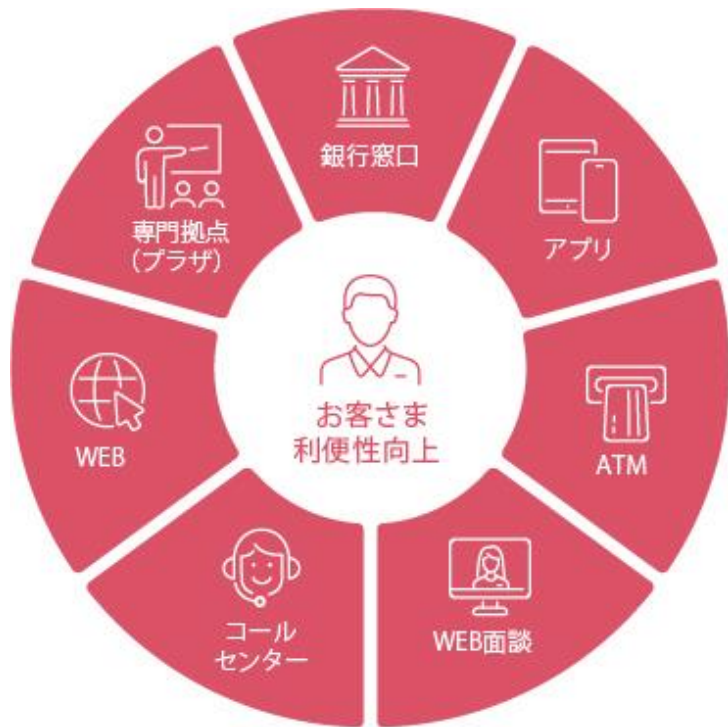 銀行窓口
アプリ
ATM
WEB面談
コール
センター
WEB
専門拠点
(プラザ)
お客さま
利便性向上